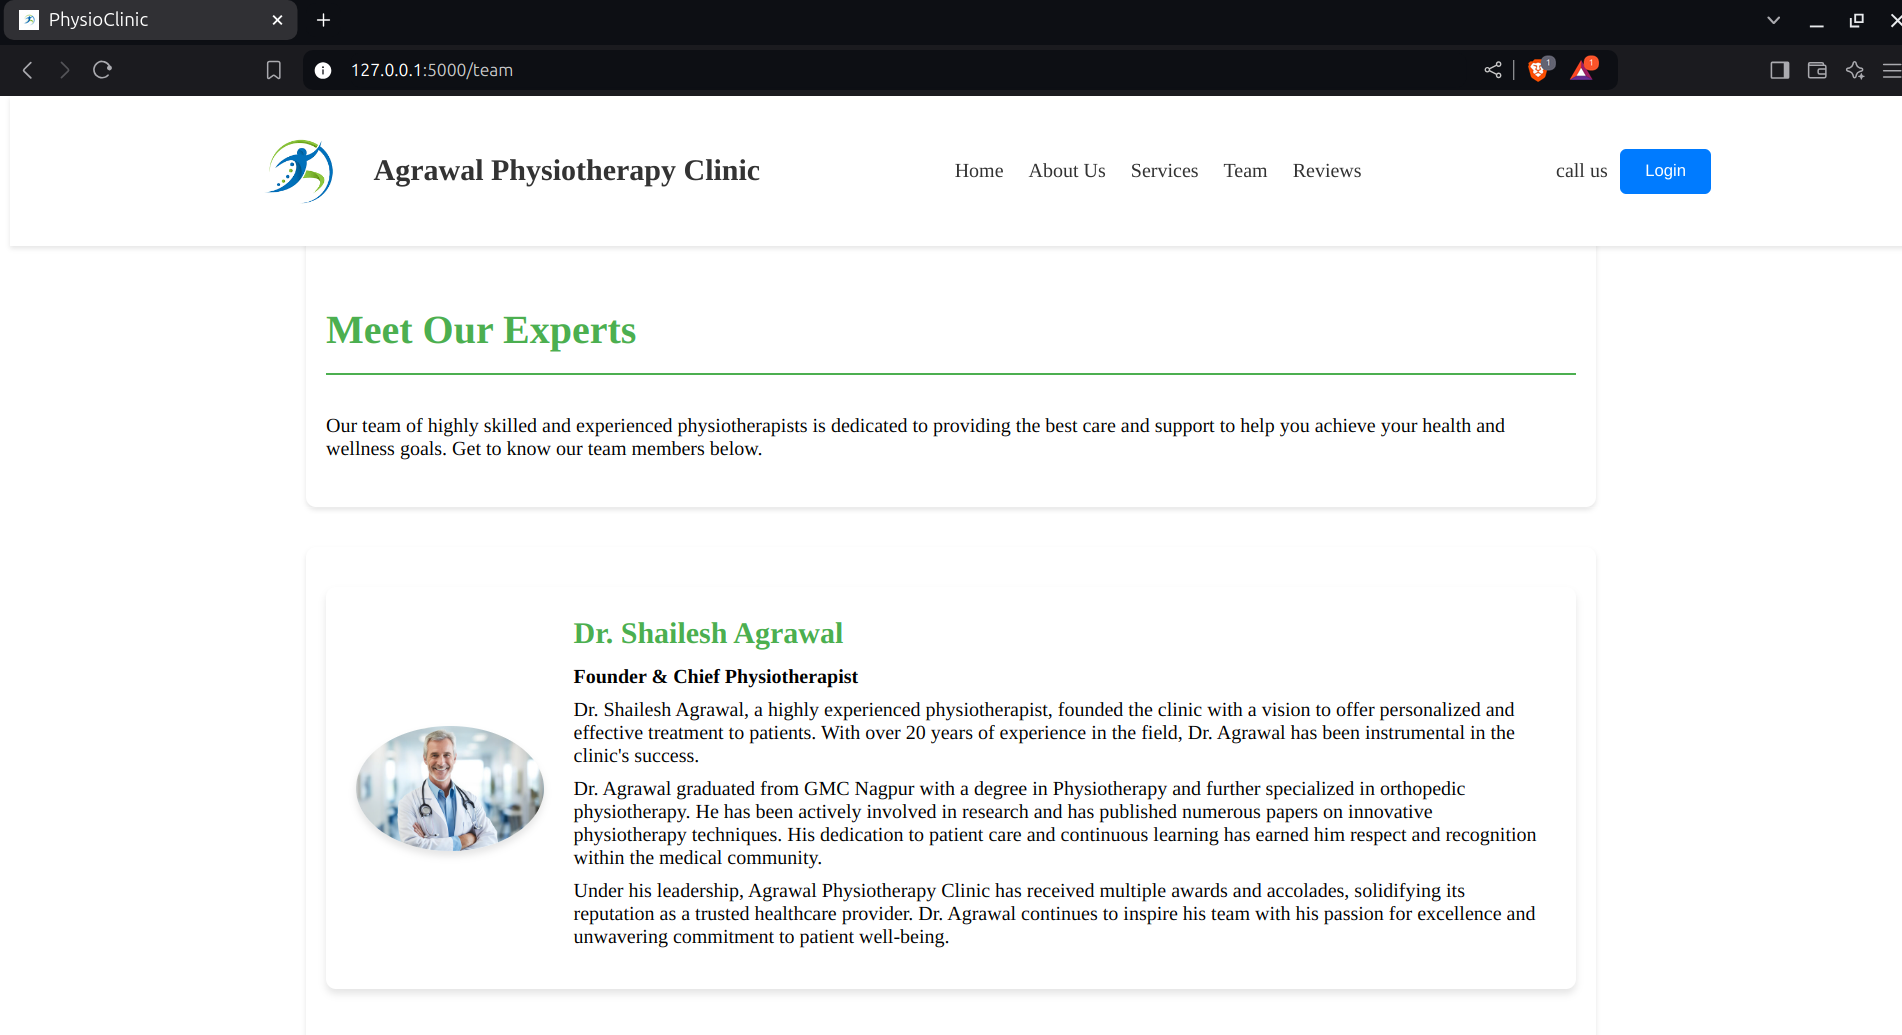 PhysioClinic
127.0.0.1:5000/team
1
1
Agrawal Physiotherapy Clinic
Home About Us Services Team Reviews
call us Login
Meet Our Experts
Our team of highly skilled and experienced physiotherapists is dedicated to providing the best care and support to help you achieve your health and
wellness goals. Get to know our team members below.
Dr. Shailesh Agrawal
Founder & Chief Physiotherapist
Dr. Shailesh Agrawal, a highly experienced physiotherapist, founded the clinic with a vision to offer personalized and
effective treatment to patients. With over 20 years of experience in the field, Dr. Agrawal has been instrumental in the
clinic's success.
Dr. Agrawal graduated from GMC Nagpur with a degree in Physiotherapy and further specialized in orthopedic
physiotherapy. He has been actively involved in research and has published numerous papers on innovative
physiotherapy techniques. His dedication to patient care and continuous learning has earned him respect and recognition
within the medical community.
Under his leadership, Agrawal Physiotherapy Clinic has received multiple awards and accolades, solidifying its
reputation as a trusted healthcare provider. Dr. Agrawal continues to inspire his team with his passion for excellence and
unwavering commitment to patient well-being.